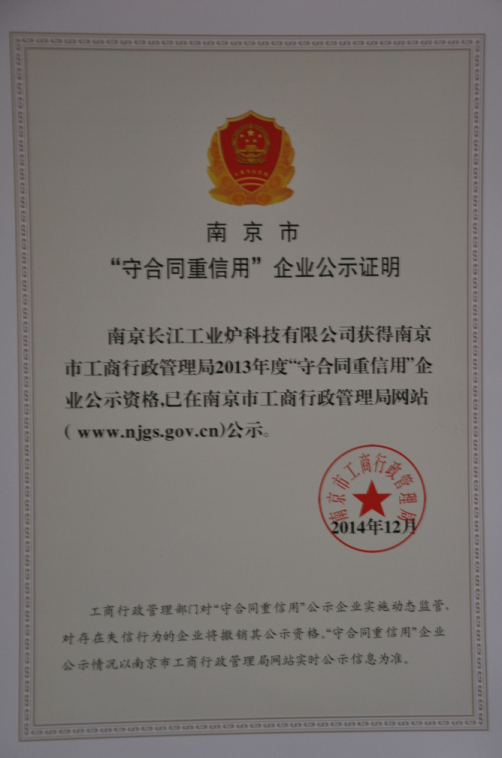 南京市
“守合同重信用”企业公示证明
南京长江工业炉科技有限公司获得南京
市工商行政管理局2013年度“守合同重信用”企
业公示资格,已在南京市工商行政管理局网站
( www.njgs.gov.cn)公示。
南京市工商行政管理局
2014年12月
工商行政管理部门对“守合同重信用”公示企业实施动态监管,
对存在失信行为的企业将撤销其公示资格。“守合同重信用”企业
公示情况以南京市工商行政管理局网站实时公示信息为准。